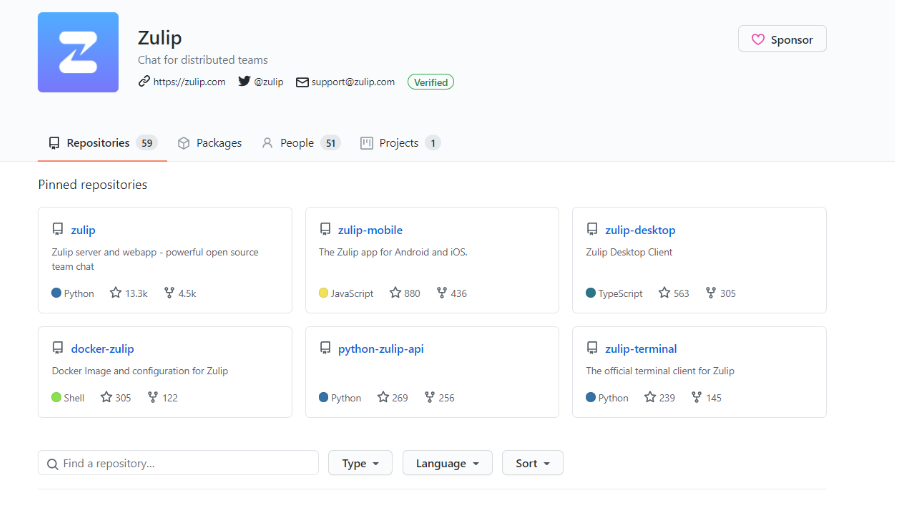 Zulip
Sponsor
Chat for distributed teams
https://zulip.com @zulip support@zulip.com Verified
Repositories 59 Packages People 51 Projects 1
Pinned repositories
zulip
Zulip server and webapp - powerful open source
team chat
Python 13.3k 4.5k
zulip-mobile
The Zulip app for Android and iOS.
JavaScript 880 436
zulip-desktop
Zulip Desktop Client
TypeScript 563 305
docker-zulip
Docker Image and configuration for Zulip
Shell 305 122
python-zulip-api
Python 269 256
zulip-terminal
The official terminal client for Zulip
Python 239 145
Find a repository... Type Language Sort